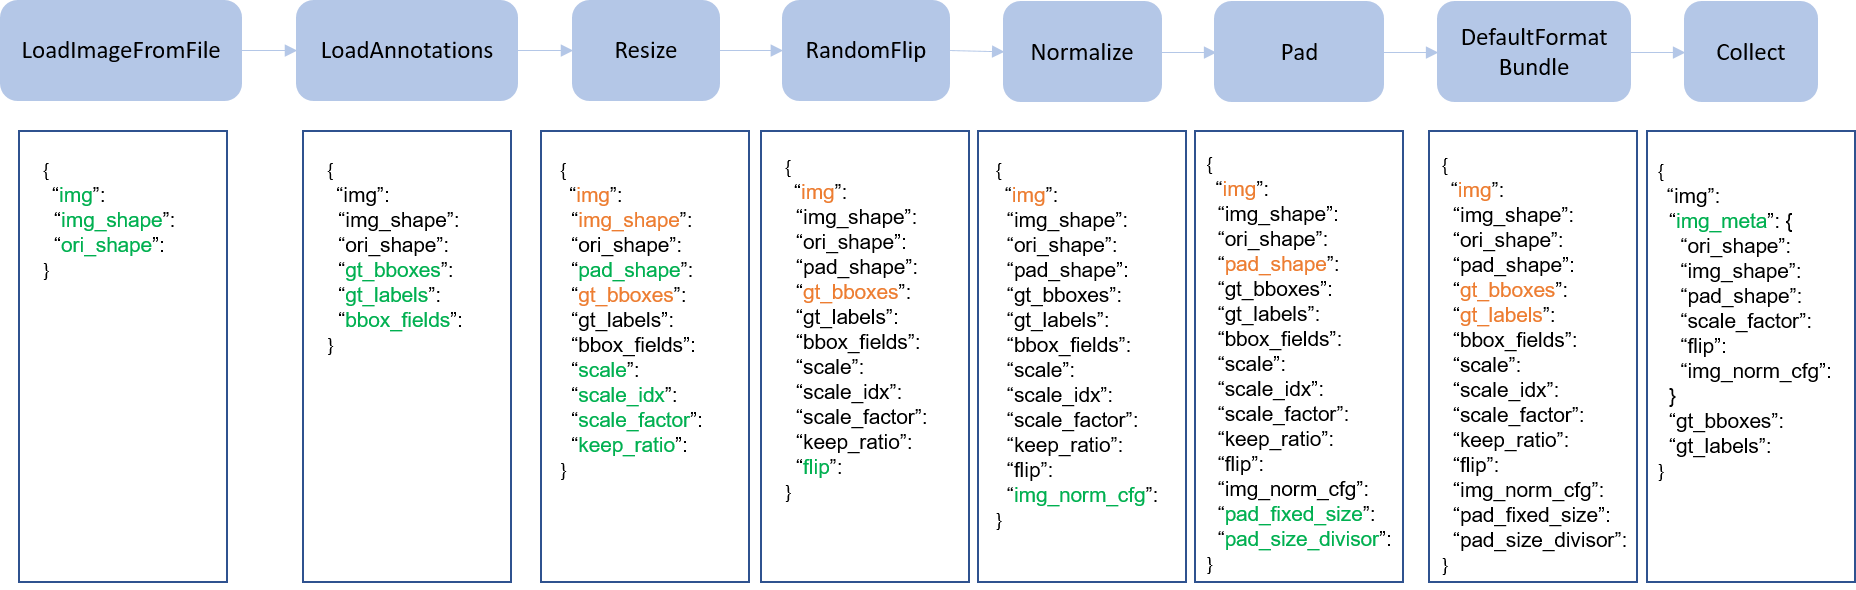 LoadImageFromFile
LoadAnnotations
Resize
RandomFlip
Normalize
Pad
DefaultFormat
Bundle
Collect
{
“img”:
“img_shape”:
“ori_shape”:
}
{
“img”:
“img_shape”:
“ori_shape”:
“gt_bboxes”:
“gt_labels”:
“bbox_fields”:
}
{
“img”:
“img_shape”:
“ori_shape”:
“pad_shape”:
“gt_bboxes”:
“gt_labels”:
“bbox_fields”:
“scale”:
“scale_idx”:
“scale_factor”:
“keep_ratio”:
}
{
“img”:
“img_shape”:
“ori_shape”:
“pad_shape”:
“gt_bboxes”:
“gt_labels”:
“bbox_fields”:
“scale”:
“scale_idx”:
“scale_factor”:
“keep_ratio”:
“flip”:
}
{
“img”:
“img_shape”:
“ori_shape”:
“pad_shape”:
“gt_bboxes”:
“gt_labels”:
“bbox_fields”:
“scale”:
“scale_idx”:
“scale_factor”:
“keep_ratio”:
“flip”:
“img_norm_cfg”:
}
{
“img”:
“img_shape”:
“ori_shape”:
“pad_shape”:
“gt_bboxes”:
“gt_labels”:
“bbox_fields”:
“scale”:
“scale_idx”:
“scale_factor”:
“keep_ratio”:
“flip”:
“img_norm_cfg”:
“pad_fixed_size”:
“pad_size_divisor”:
}
{
“img”:
“img_shape”:
“ori_shape”:
“pad_shape”:
“gt_bboxes”:
“gt_labels”:
“bbox_fields”:
“scale”:
“scale_idx”:
“scale_factor”:
“keep_ratio”:
“flip”:
“img_norm_cfg”:
“pad_fixed_size”:
“pad_size_divisor”:
}
{
“img”:
“img_meta”: {
“ori_shape”:
“img_shape”:
“pad_shape”:
“scale_factor”:
“flip”:
“img_norm_cfg”:
}
“gt_bboxes”:
“gt_labels”:
}